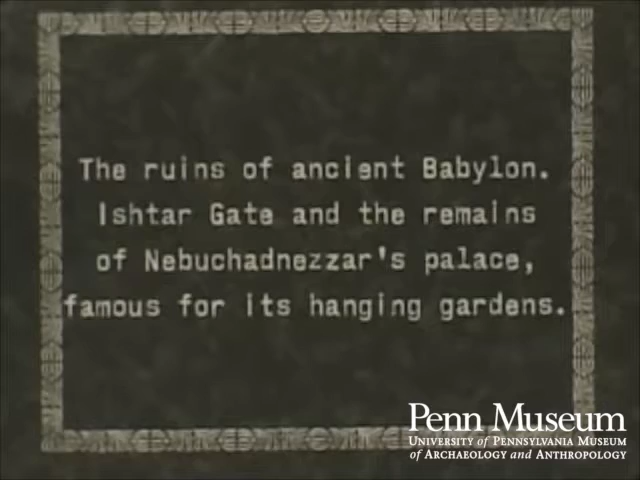 The ruins of ancient Babylon.
Ishtar Gate and the remains
of Nebuchadnezzar's palace,
famous for its hanging gardens.
Penn Museum
University of Pennsylvania Museum
of Archaeology and Anthropology